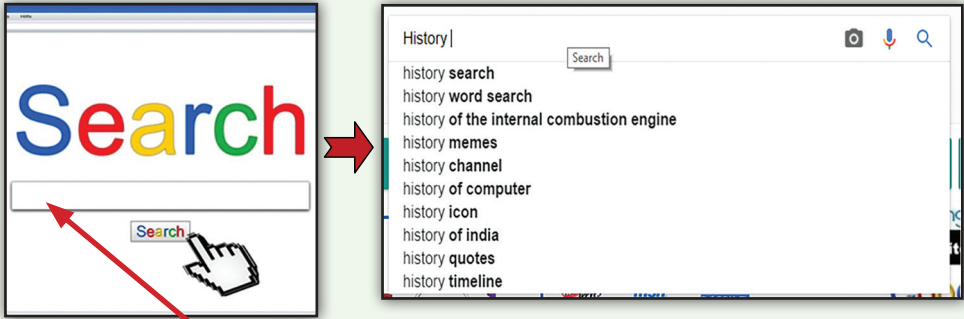 Search
Search
History
Search
history search
history word search
history of the internal combustion engine
history memes
history channel
history of computer
history icon
history of india
history quotes
history timeline